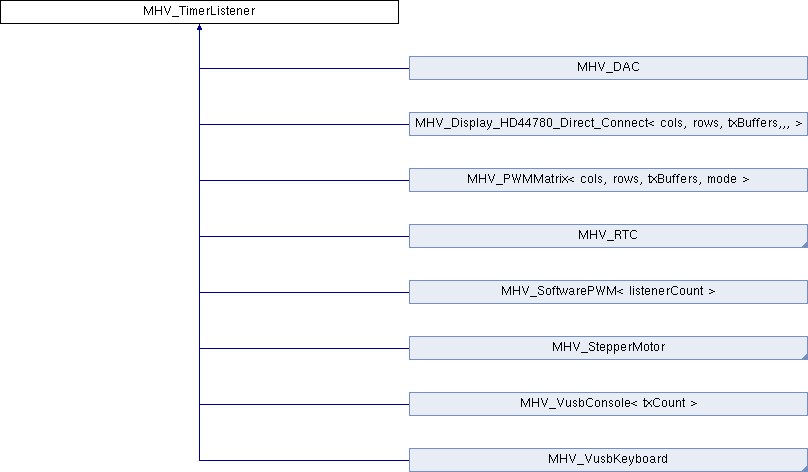 MHV_TimerListener
MHV_DAC
MHV_Display_HD44780_Direct_Connect< cols, rows, txBuffers,,, >
MHV_PWMMatrix< cols, rows, txBuffers, mode >
MHV_RTC
MHV_SoftwarePWM< listenerCount >
MHV_StepperMotor
MHV_VusbConsole< txCount >
MHV_VusbKeyboard